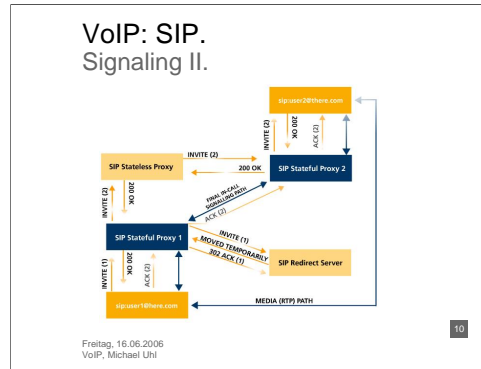 VoIP: SIP.
Signaling II.
sip:user2@there.com
INVITE (2)
200 OK
ACK (2)
INVITE (2)
SIP Stateless Proxy
200 OK
SIP Stateful Proxy 2
INVITE (2)
200 OK
FINAL IN-CALL
SIGNALLING PATH
ACK (2)
SIP Stateful Proxy 1
INVITE (1)
MOVED TEMPORARILY
302 ACK (1)
SIP Redirect Server
INVITE (1)
200 OK
ACK (2)
sip:user1@here.com
MEDIA (RTP) PATH
10
Freitag, 16.06.2006
VoIP, Michael Uhl